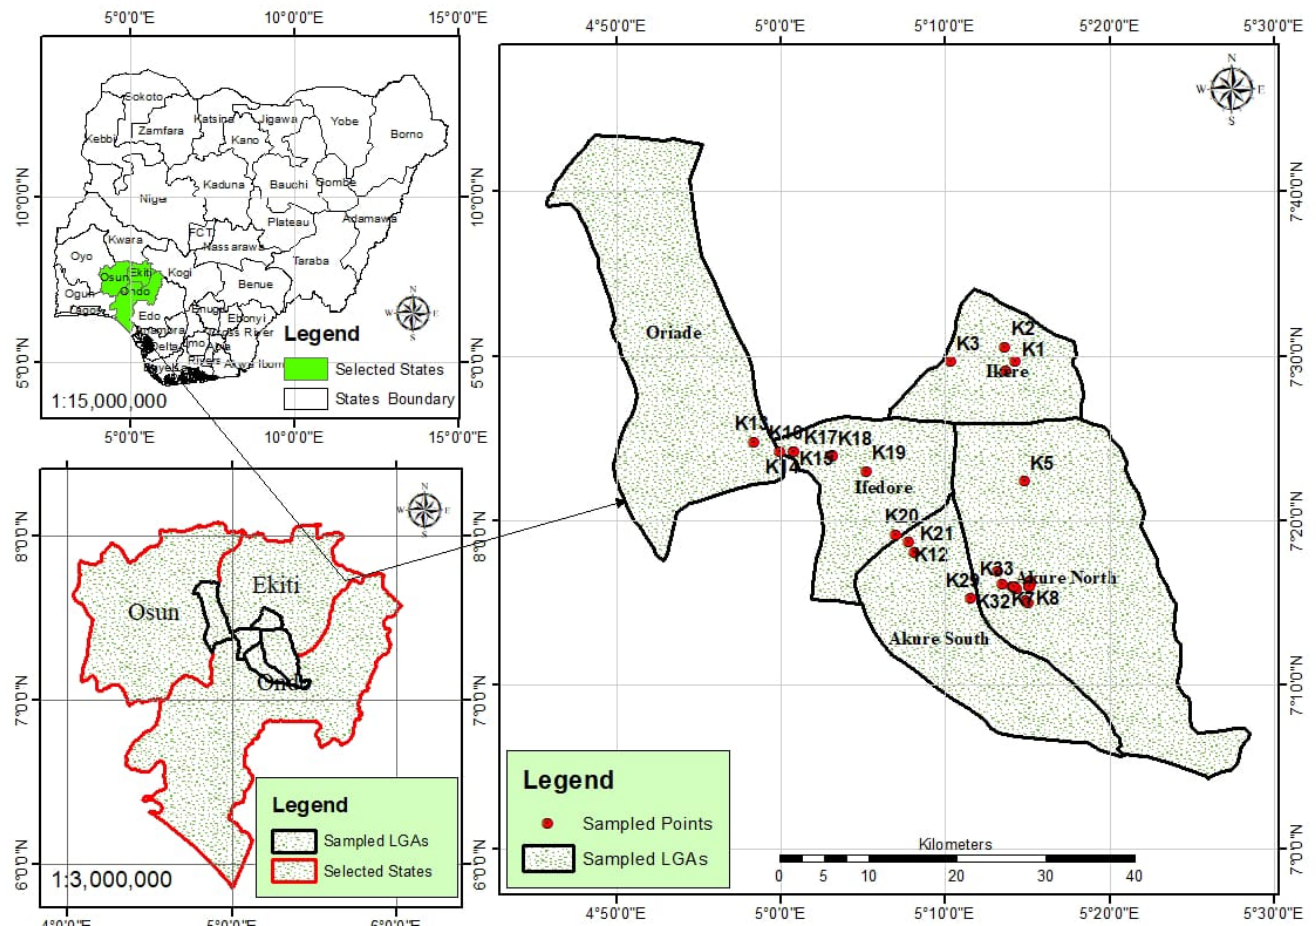 5°0'0"E 10°0'0"E 15°0'0"E
10°0'0"N
5°0'0"N
10°0'0"N
5°0'0"N
N
W E
S
Sokoto
Katsina
Jigawa
Yobe
Borno
Kebbi
Zamfara
Kano
Kaduna
Bauchi
Gombe
Niger
Plateau
Adamawa
FCT
Nassarawa
Kwara
Oyo
Osun
Ekiti
Kogi
Taraba
Ondo
Benue
Ogun
Lagos
Edo
Enugu
Ebonyi
Cross River
Delta
Rivers
Akwa Ibom
Legend
Selected States
States Boundary
1:15,000,000
5°0'0"E 10°0'0"E 15°0'0"E
8°0'0"N
7°0'0"N
6°0'0"N
8°0'0"N
7°0'0"N
6°0'0"N
N
W E
S
Osun
Ekiti
Legend
Sampled LGAs
Selected States
1:3,000,000
4°50'0"E 5°0'0"E 5°10'0"E 5°20'0"E 5°30'0"E
7°40'0"N
7°30'0"N
7°20'0"N
7°10'0"N
7°0'0"N
N
W E
S
Oriade
K2
K3
K1
Ikere
K13
K17
K18
K14
K15
K19
Ifedore
K5
K20
K21
K12
K33
Akure North
K29
K32
K7
K8
Akure South
Legend
Sampled Points
Sampled LGAs
Kilometers
0 5 10 20 30 40
4°50'0"E 5°0'0"E 5°10'0"E 5°20'0"E 5°30'0"E